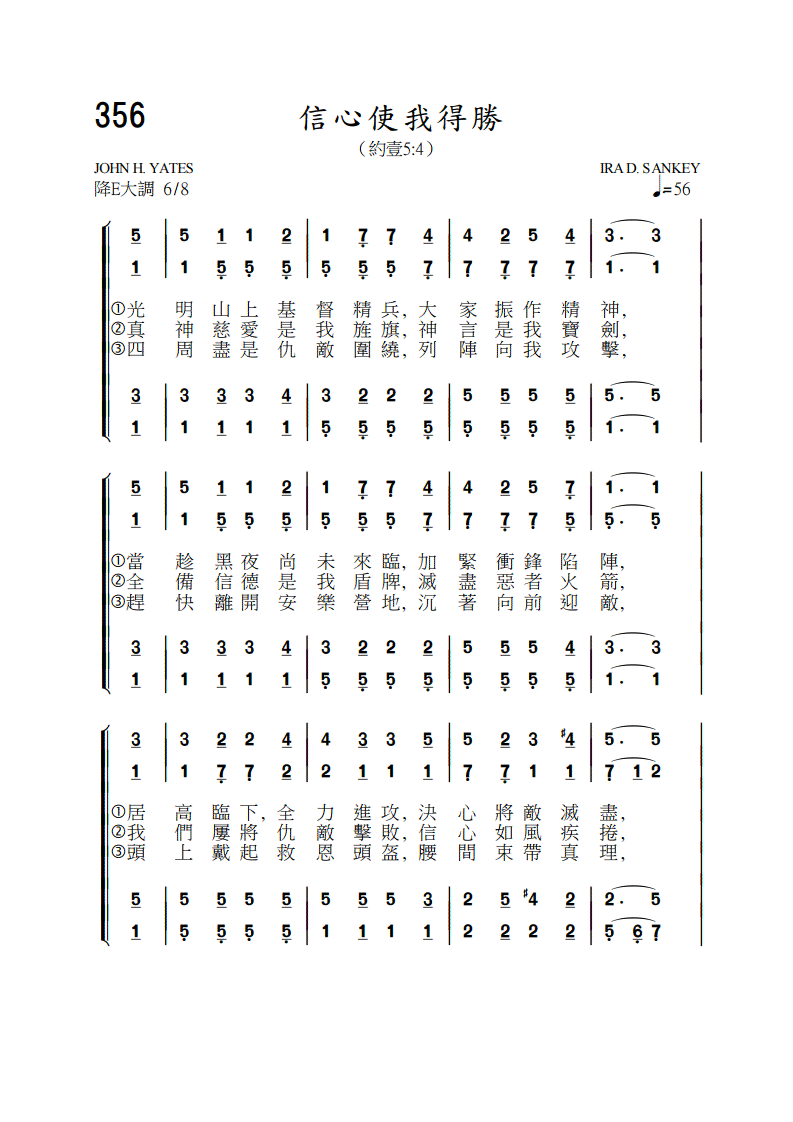 356 信心使我得勝
（約壹5:4）
JOHN H. YATES IRA D. SANKEY
降E大調 6/8 ♩=56
5 | 5 1 1 2 | 1 7 7 4 | 4 2 5 4 | 3. 3
1 | 1 5 5 5 | 5 5 5 7 | 7 7 7 7 | 1. 1
①光 明 山 上 基 督 精 兵, 大 家 振 作 精 神,
②真 神 慈 愛 是 我 旌 旗, 神 言 是 我 寶 劍,
③四 周 盡 是 仇 敵 圍 繞, 列 陣 向 我 攻 擊,
3 | 3 3 3 4 | 3 2 2 2 | 5 5 5 5 | 5. 5
1 | 1 1 1 1 | 5 5 5 5 | 5 5 5 5 | 1. 1
5 | 5 1 1 2 | 1 7 7 4 | 4 2 5 7 | 1. 1
1 | 1 5 5 5 | 5 5 5 7 | 7 7 7 5 | 5. 5
①當 趁 黑 夜 尚 未 來 臨, 加 緊 衝 鋒 陷 陣,
②全 備 信 德 是 我 盾 牌, 滅 盡 惡 者 火 箭,
③趕 快 離 開 安 樂 營 地, 沉 著 向 前 迎 敵,
3 | 3 3 3 4 | 3 2 2 2 | 5 5 5 4 | 3. 3
1 | 1 1 1 1 | 5 5 5 5 | 5 5 5 5 | 1. 1
3 | 3 2 2 4 | 4 3 3 5 | 5 2 3 ♯4 | 5. 5
1 | 1 7 7 2 | 2 1 1 1 | 7 7 1 1 | 7 1 2
①居 高 臨 下, 全 力 進 攻, 決 心 將 敵 滅 盡,
②我 們 屢 將 仇 敵 擊 敗, 信 心 如 風 疾 捲,
③頭 上 戴 起 救 恩 頭 盔, 腰 間 束 帶 真 理,
5 | 5 5 5 5 | 5 5 5 3 | 2 5 ♯4 2 | 2. 5
1 | 5 5 5 5 | 1 1 1 1 | 2 2 2 2 | 5 6 7